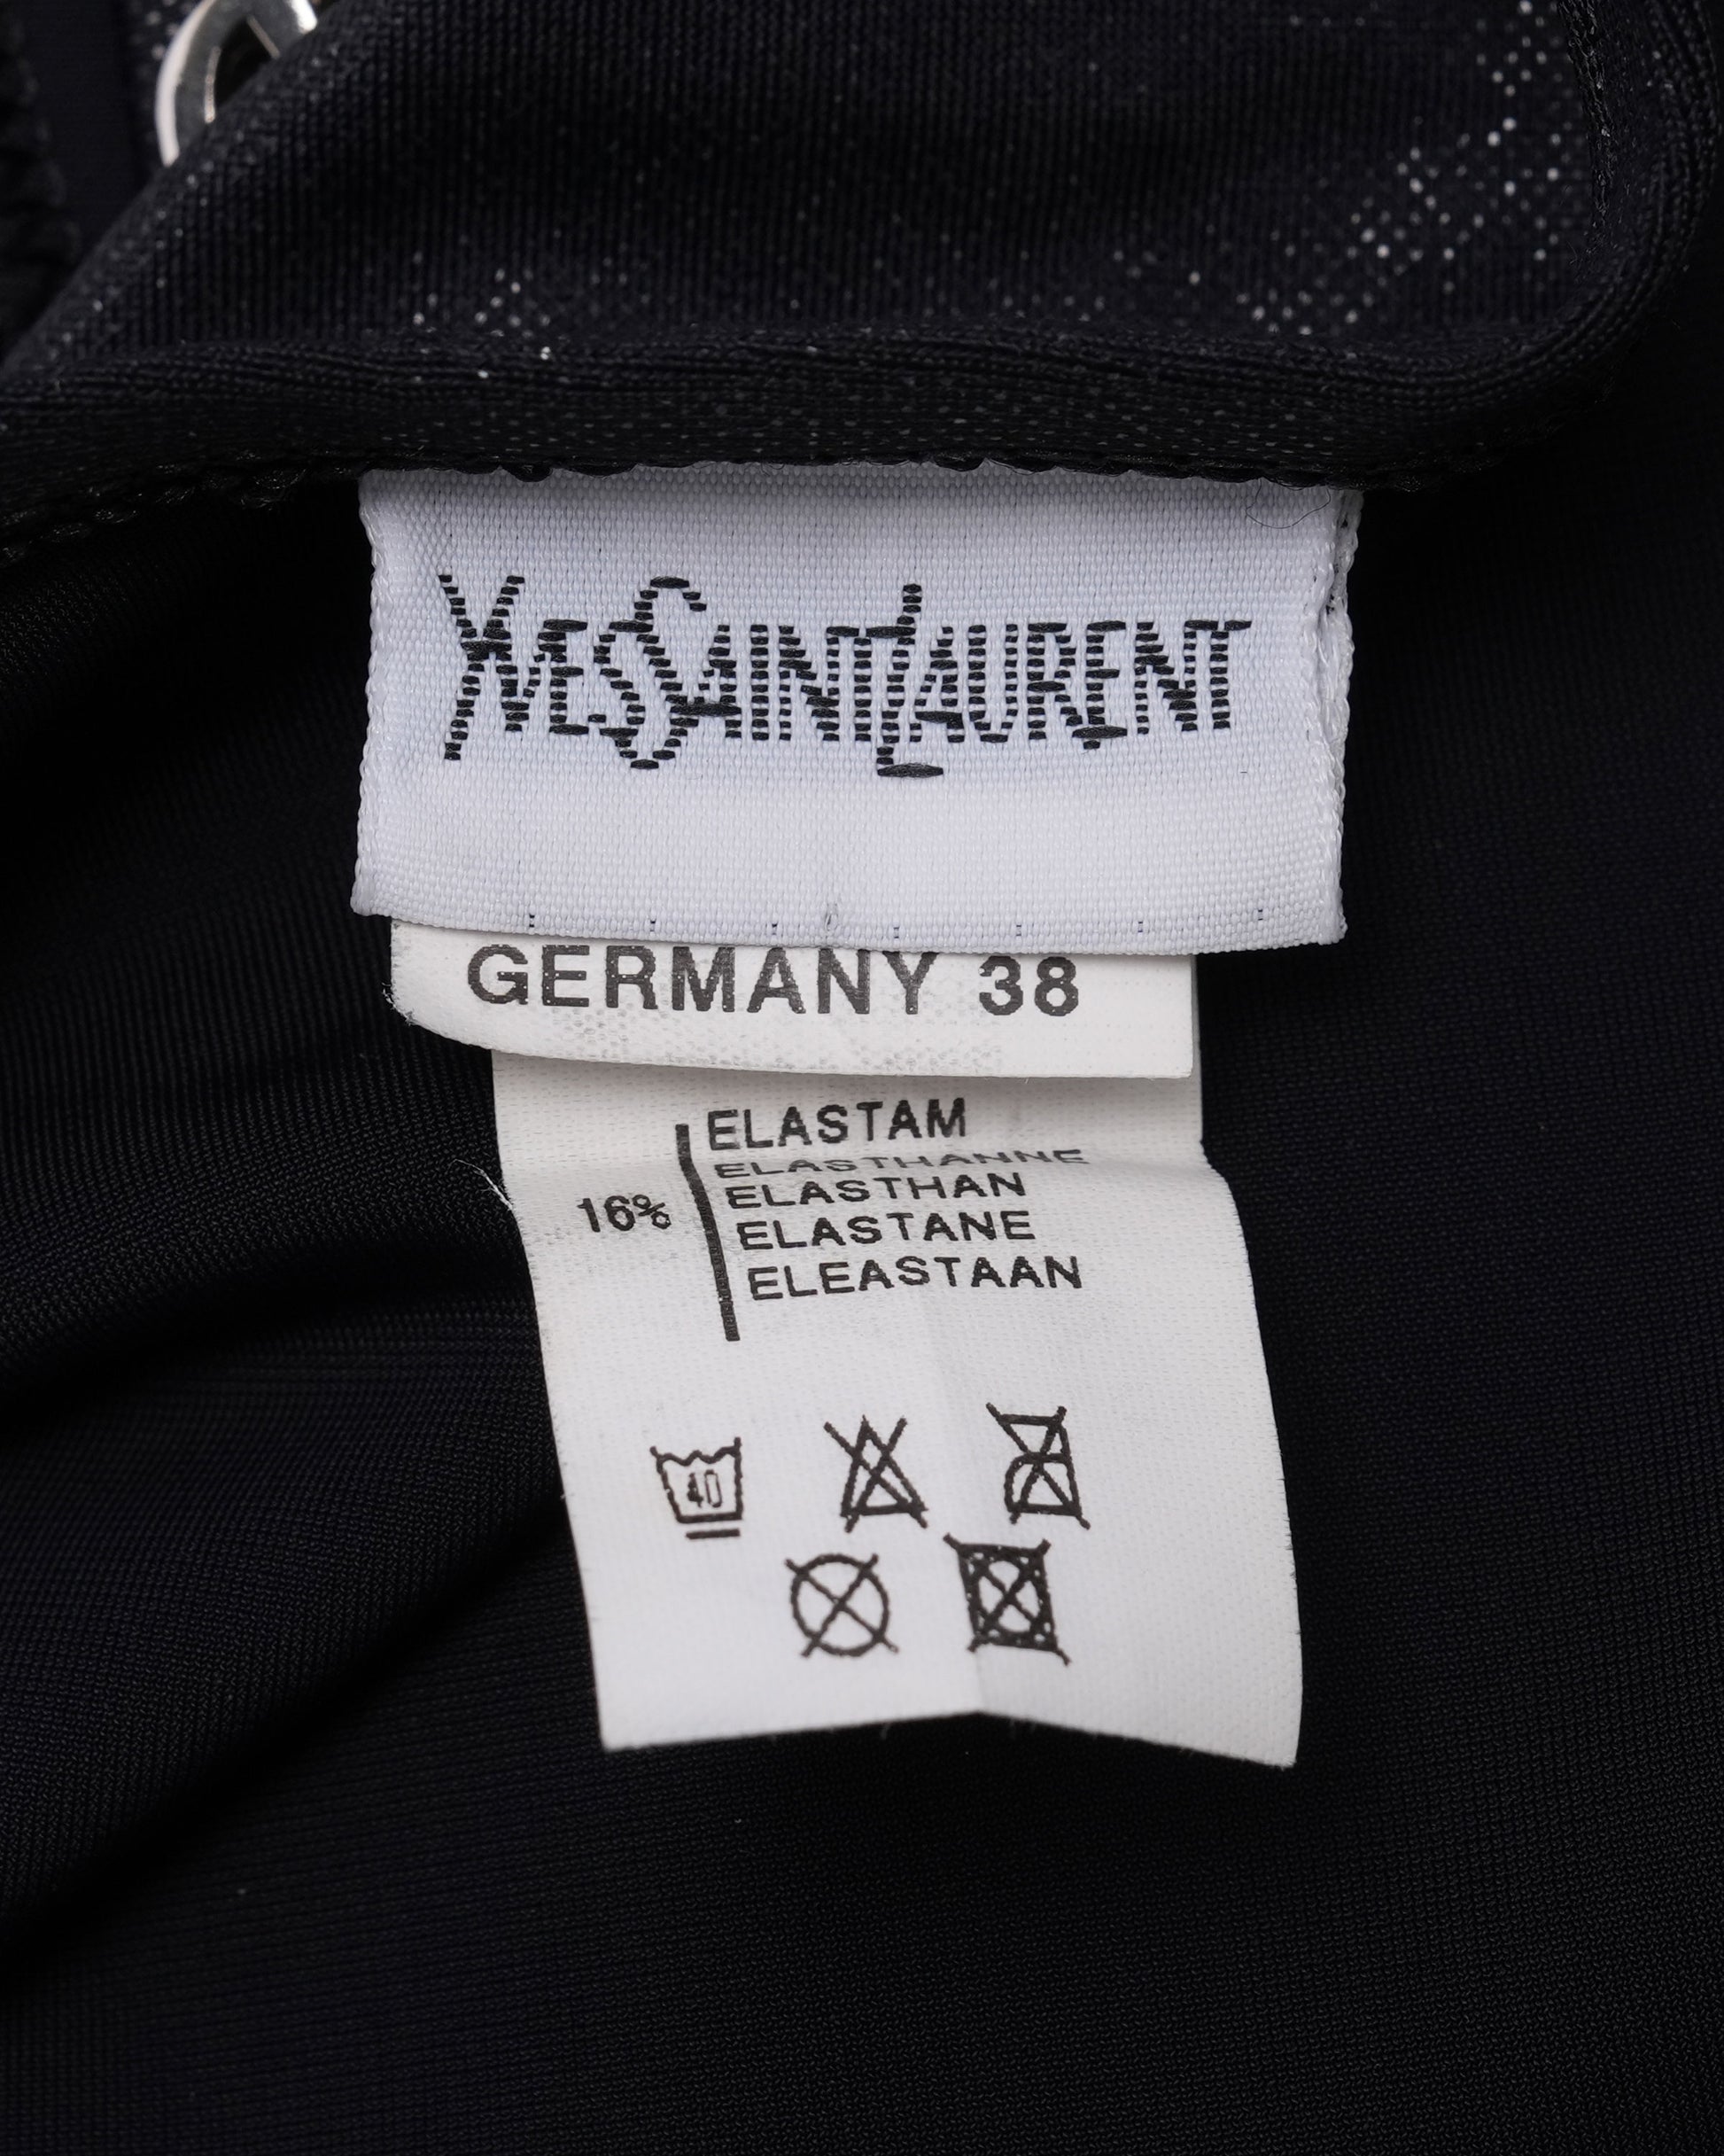 YVESSAINTLAURENT
GERMANY 38
ELASTAM
ELASTHANNE
16% ELASTHAN
ELASTANE
ELEASTAAN
40